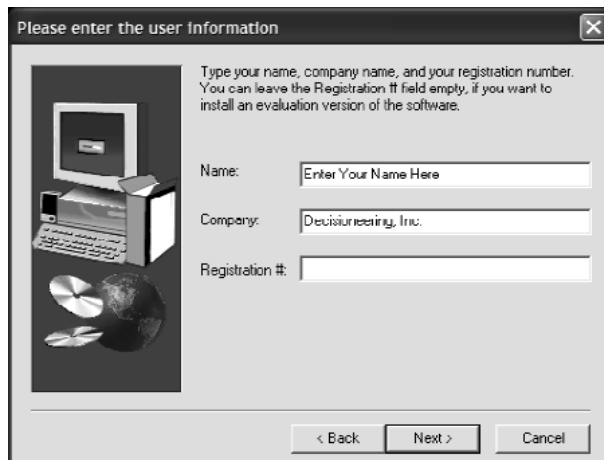 Please enter the user information
Type your name, company name, and your registration number.
You can leave the Registration # field empty, if you want to
install an evaluation version of the software.
Name:
Enter Your Name Here
Company:
Decisioneering, Inc.
Registration #:
< Back
Next >
Cancel